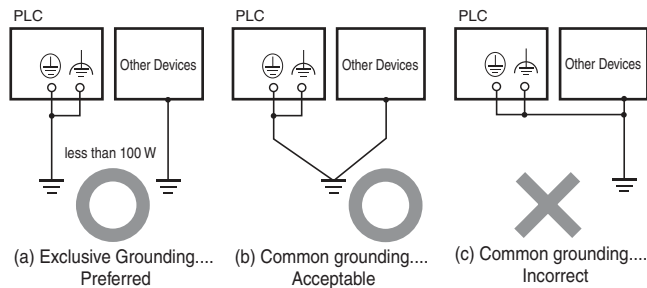 PLC
Other Devices
less than 100 W
(a) Exclusive Grounding....
Preferred
PLC
Other Devices
(b) Common grounding....
Acceptable
PLC
Other Devices
(c) Common grounding....
Incorrect